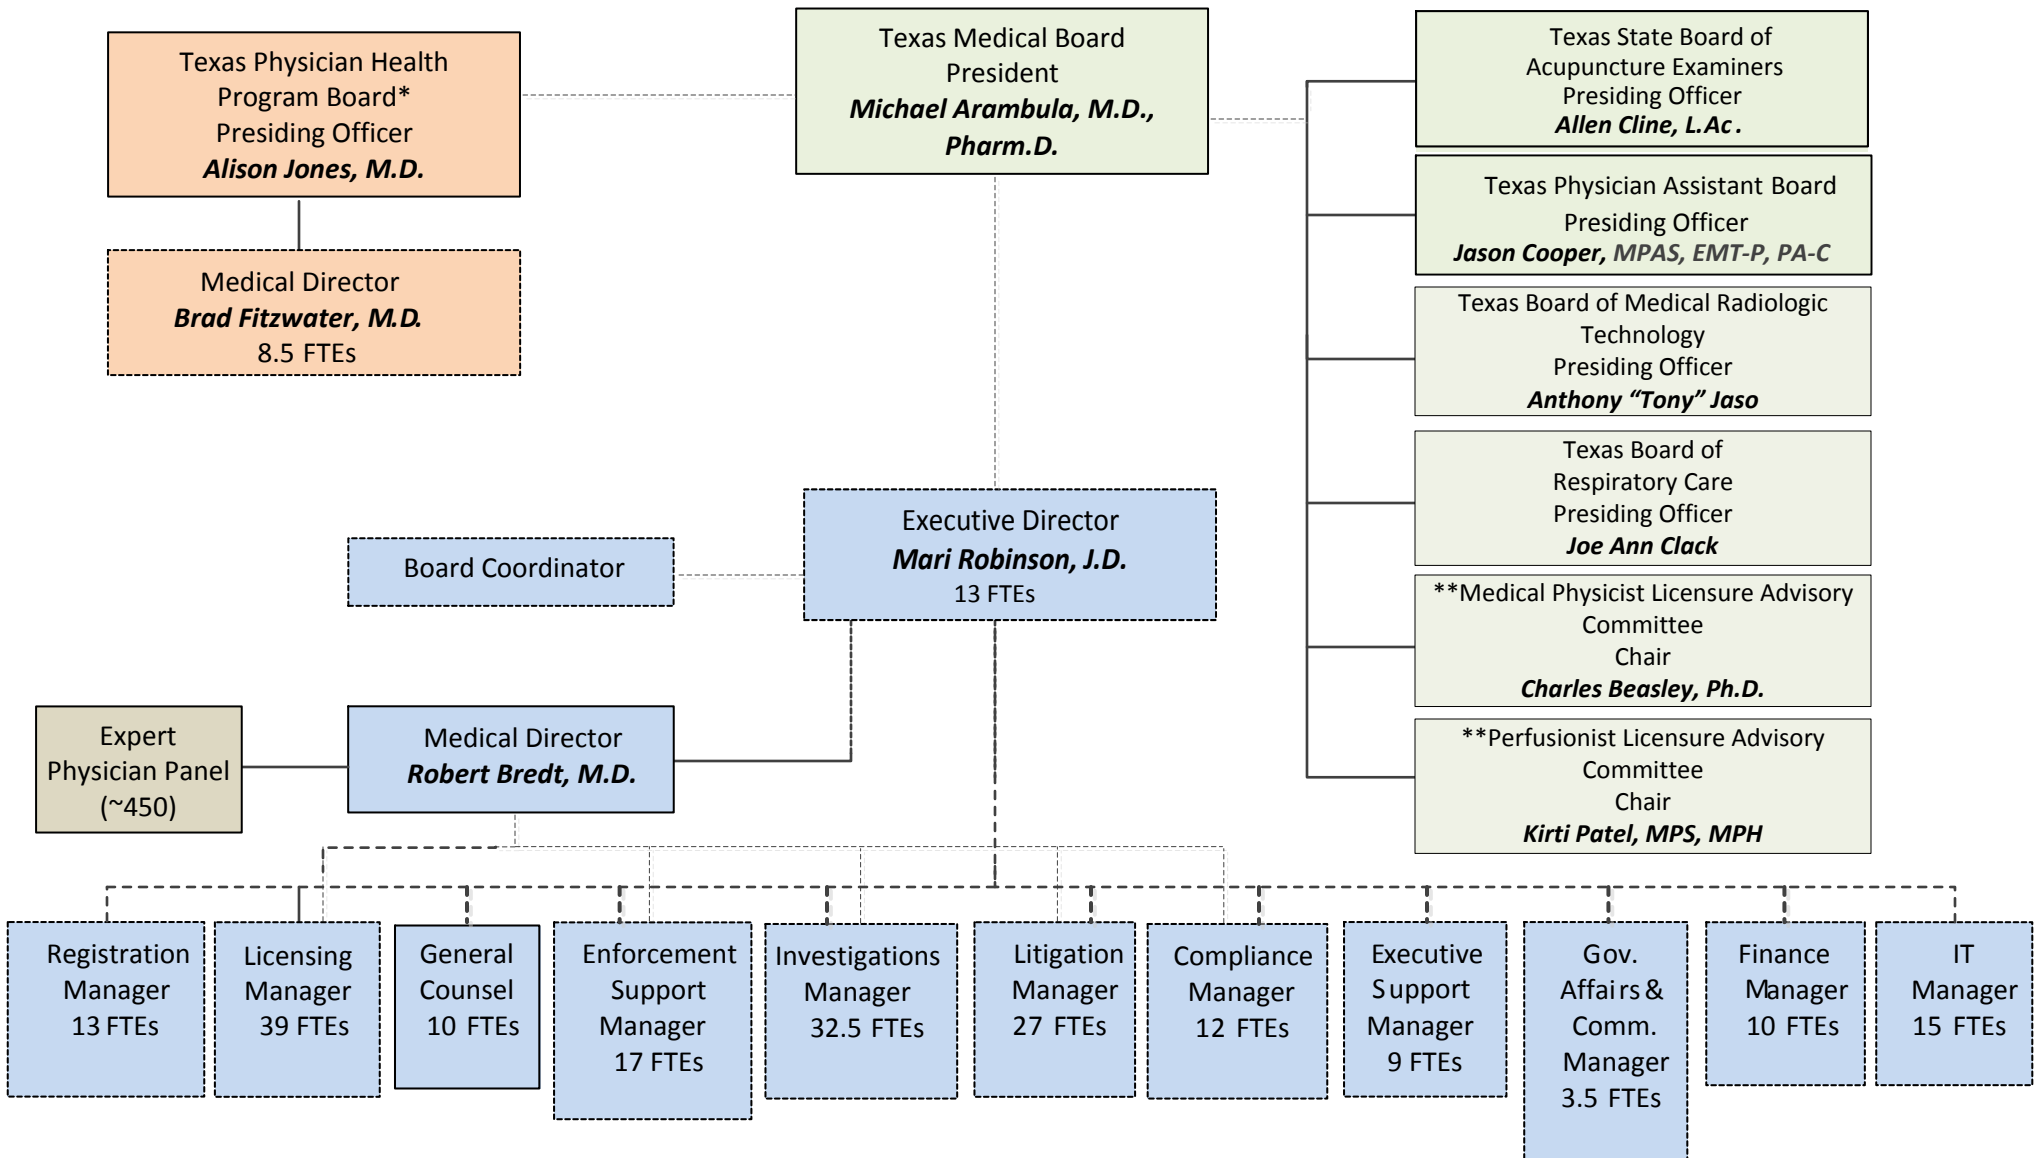 Texas Physician Health
Program Board*
Presiding Officer
Alison Jones, M.D.
Texas Medical Board
President
Michael Arambula, M.D.,
Pharm.D.
Texas State Board of
Acupuncture Examiners
Presiding Officer
Allen Cline, L.Ac.
Texas Physician Assistant Board
Presiding Officer
Jason Cooper, MPAS, EMT-P, PA-C
Medical Director
Brad Fitzwater, M.D.
8.5 FTEs
Texas Board of Medical Radiologic
Technology
Presiding Officer
Anthony “Tony” Jaso
Texas Board of
Respiratory Care
Presiding Officer
Joe Ann Clack
Executive Director
Mari Robinson, J.D.
13 FTEs
Board Coordinator
**Medical Physicist Licensure Advisory
Committee
Chair
Charles Beasley, Ph.D.
Expert
Physician Panel
(~450)
Medical Director
Robert Bredt, M.D.
**Perfusionist Licensure Advisory
Committee
Chair
Kirti Patel, MPS, MPH
Registration
Manager
13 FTEs
Licensing
Manager
39 FTEs
General
Counsel
10 FTEs
Enforcement
Support
Manager
17 FTEs
Investigations
Manager
32.5 FTEs
Litigation
Manager
27 FTEs
Compliance
Manager
12 FTEs
Executive
Support
Manager
9 FTEs
Gov.
Affairs &
Comm.
Manager
3.5 FTEs
Finance
Manager
10 FTEs
IT
Manager
15 FTEs